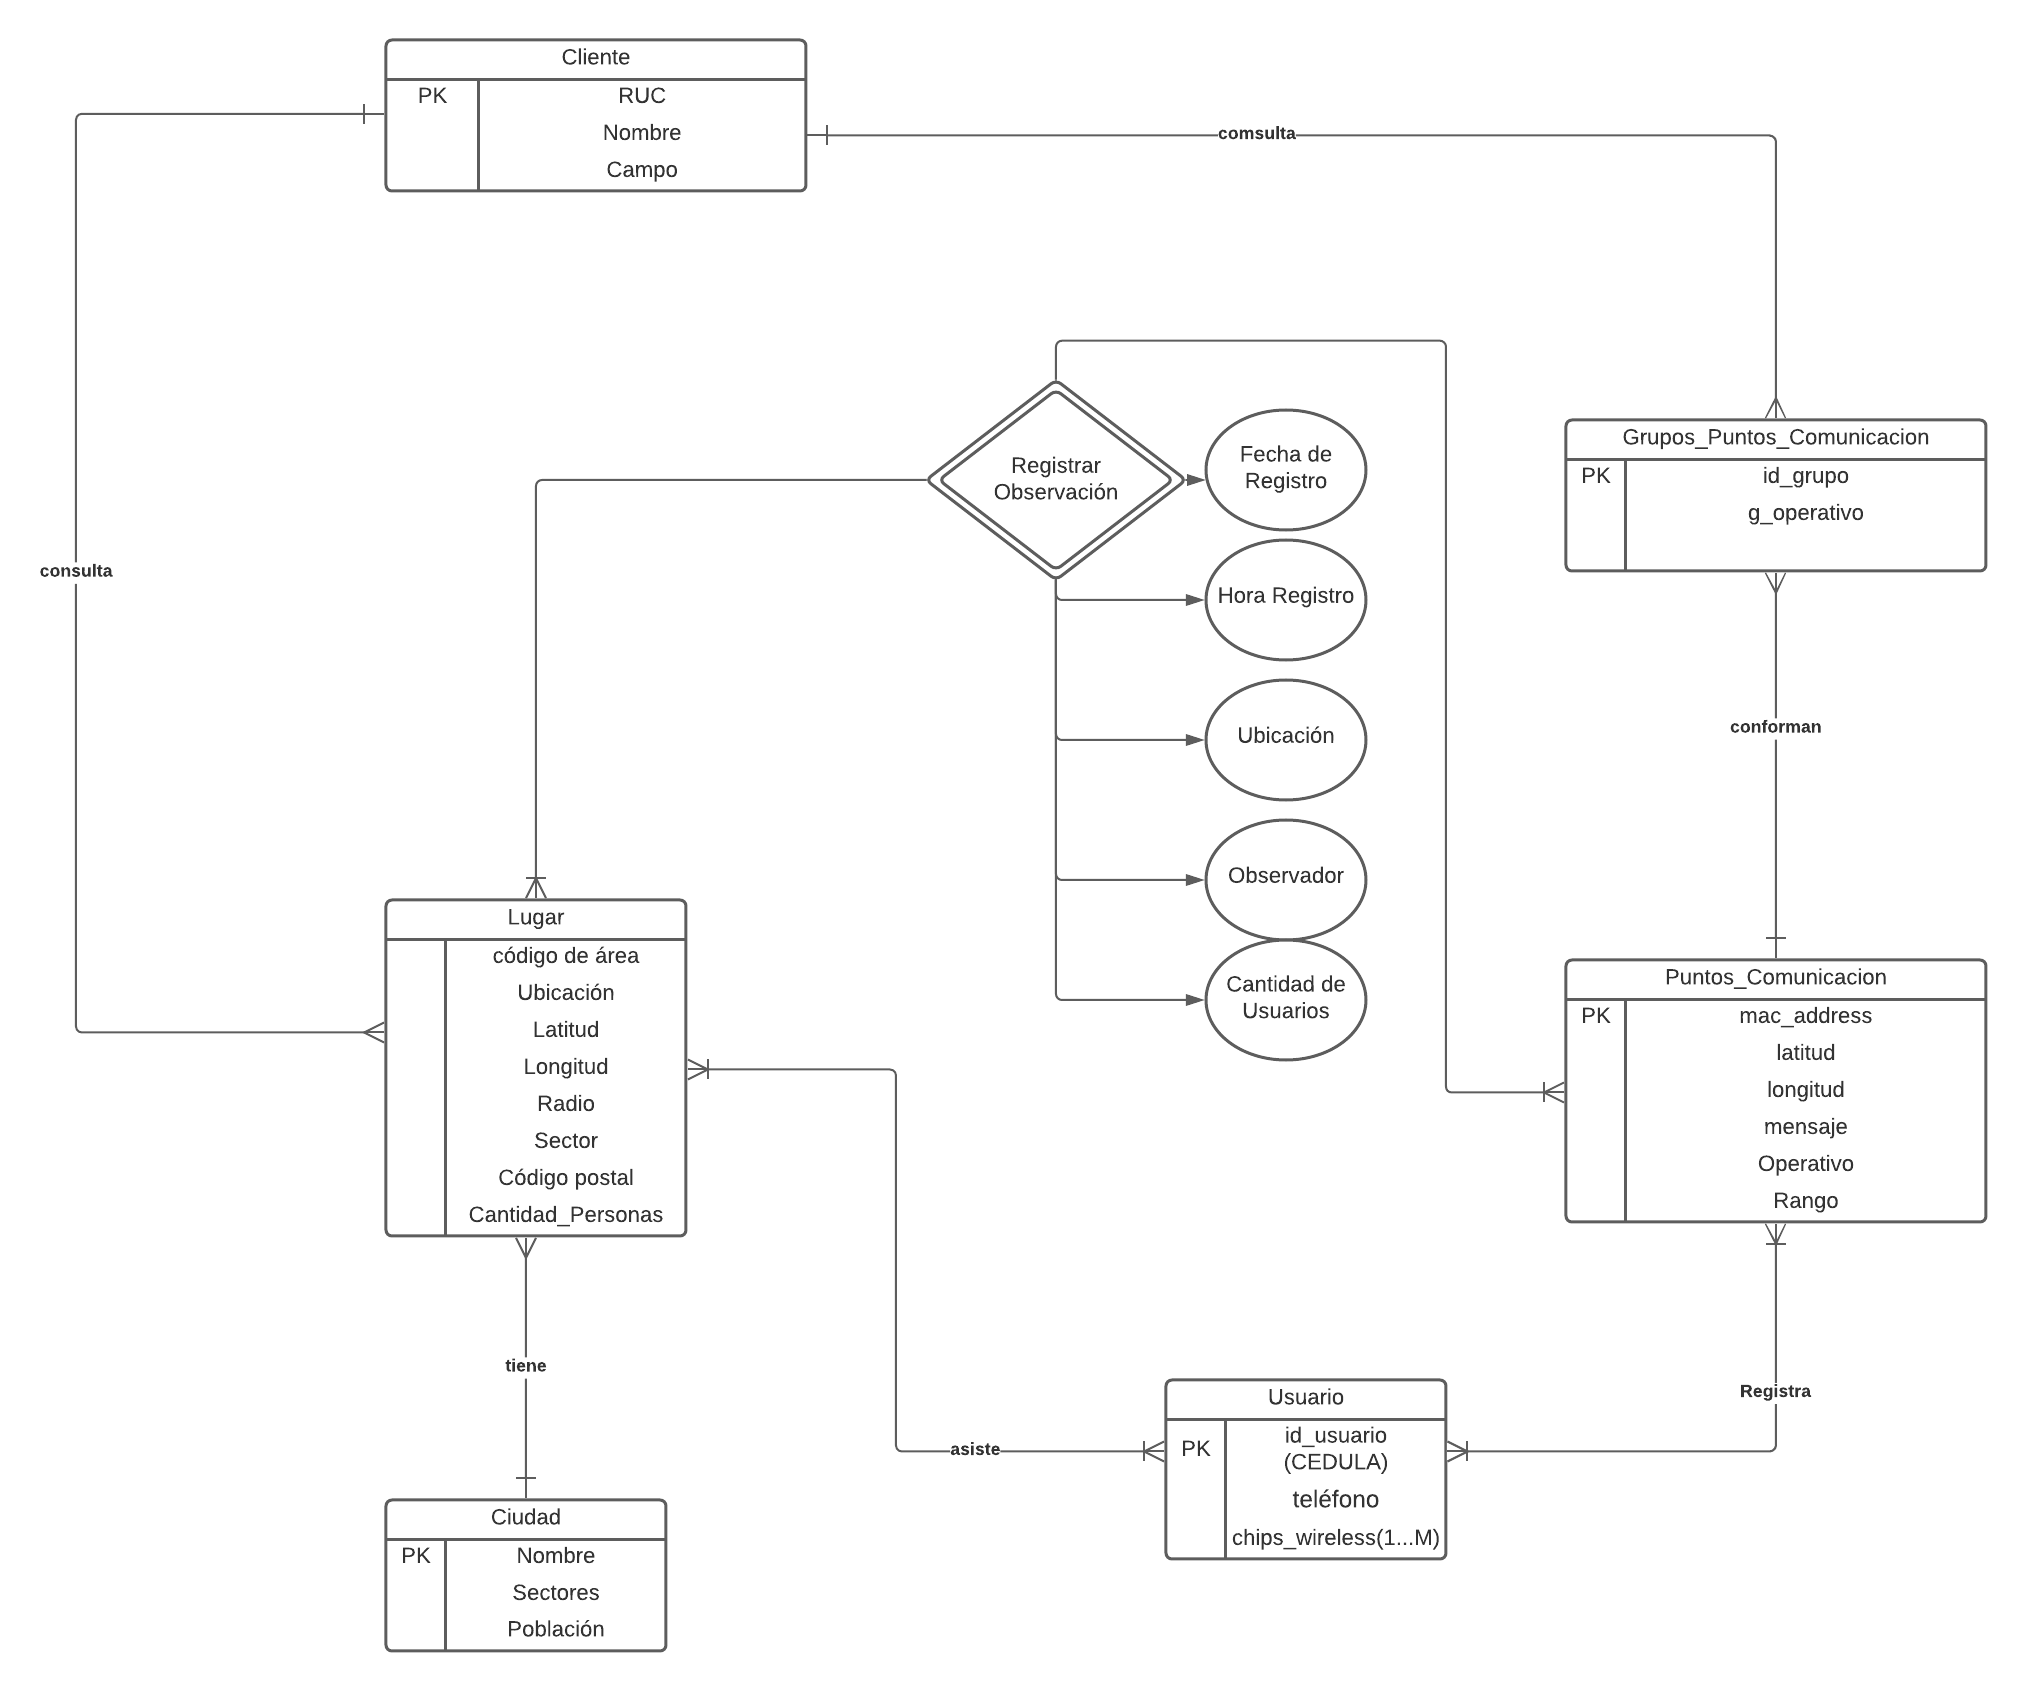 Cliente
PK
RUC
Nombre
Campo
comsulta
consulta
Registrar
Observación
Fecha de
Registro
Hora Registro
Ubicación
Observador
Cantidad de
Usuarios
Grupos_Puntos_Comunicacion
PK
id_grupo
g_operativo
conforman
Lugar
código de área
Ubicación
Latitud
Longitud
Radio
Sector
Código postal
Cantidad_Personas
Puntos_Comunicacion
PK
mac_address
latitud
longitud
mensaje
Operativo
Rango
tiene
asiste
Registra
Usuario
PK
id_usuario
(CEDULA)
teléfono
chips_wireless(1...M)
Ciudad
PK
Nombre
Sectores
Población